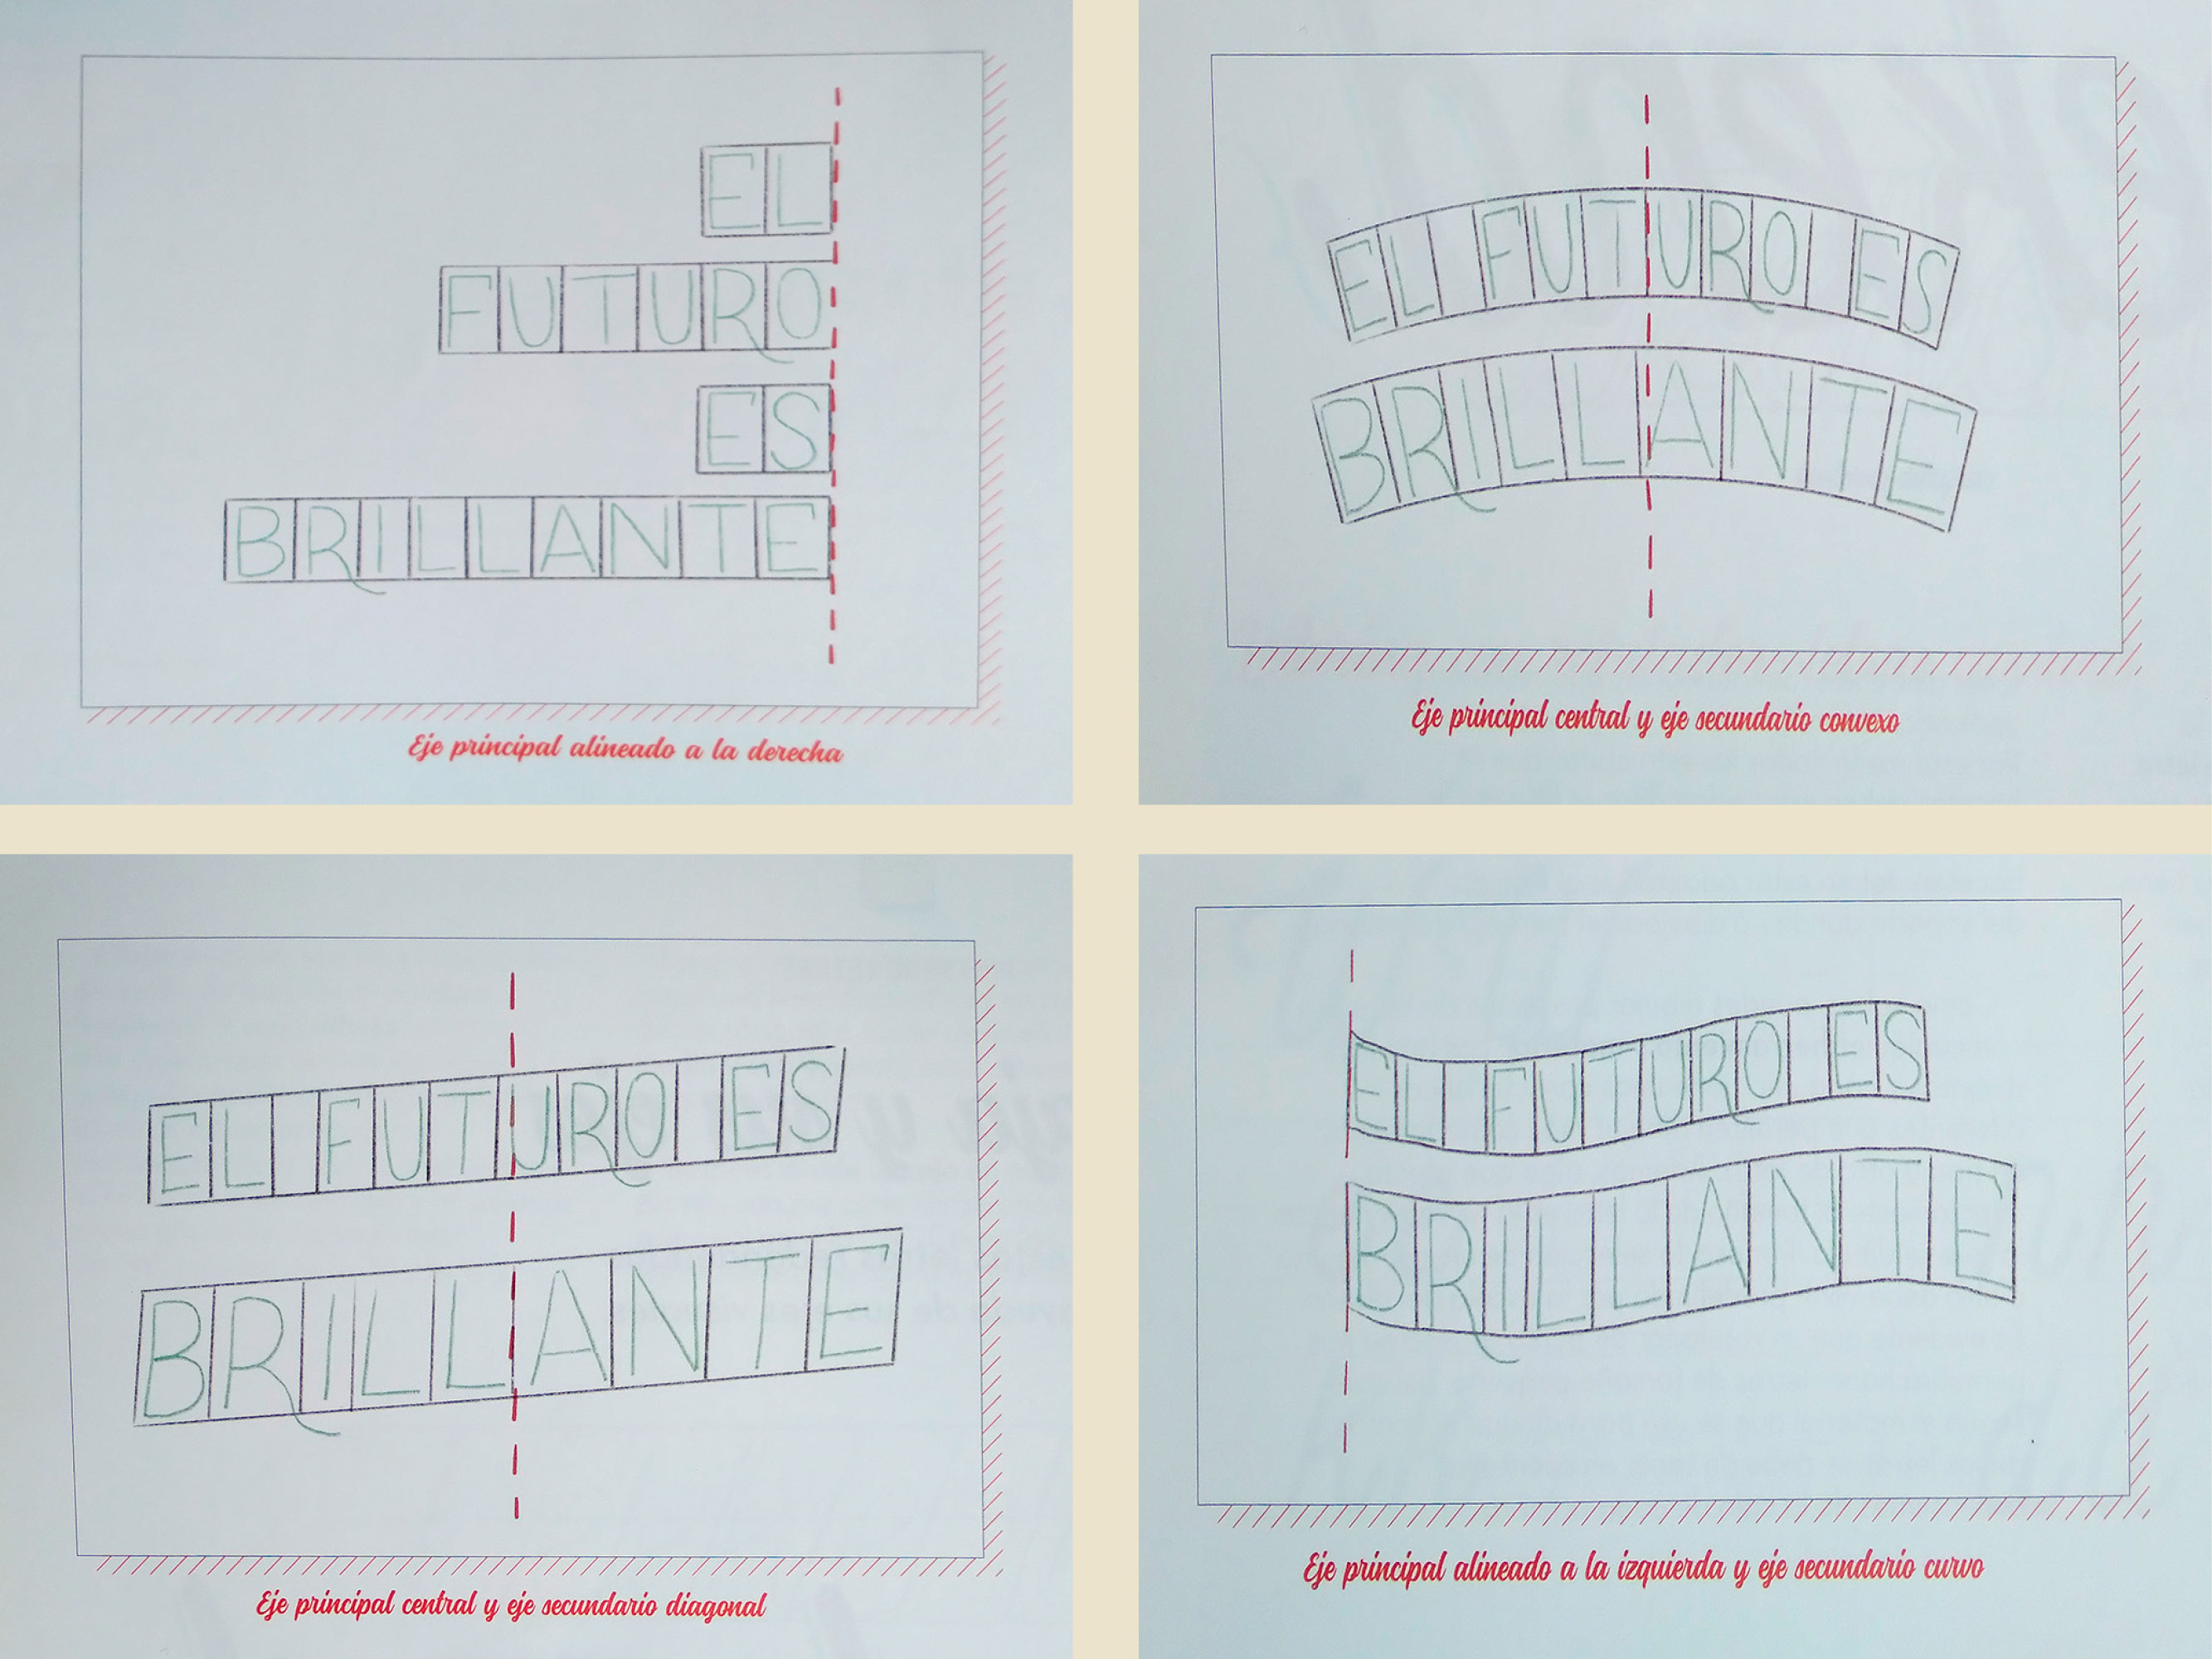 EL
FUTURO
ES
BRILLANTE
Eje principal alineado a la derecha
EL FUTURO ES
BRILLANTE
Eje principal central y eje secundario convexo
EL FUTURO ES
BRILLANTE
Eje principal central y eje secundario diagonal
EL FUTURO ES
BRILLANTE
Eje principal alineado a la izquierda y eje secundario curvo